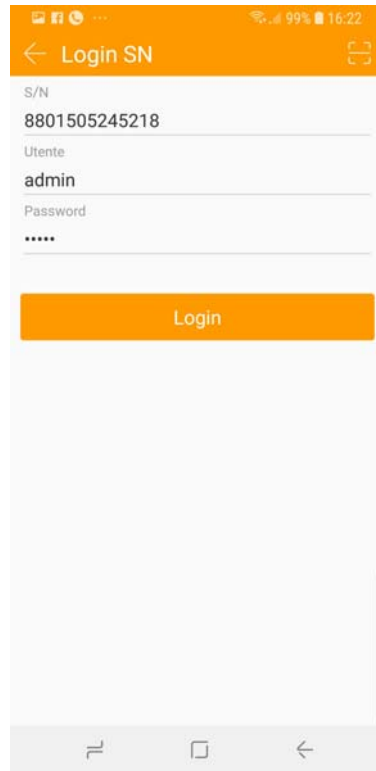 99% 16:22
Login SN
S/N
8801505245218
Utente
admin
Password
•••••
Login